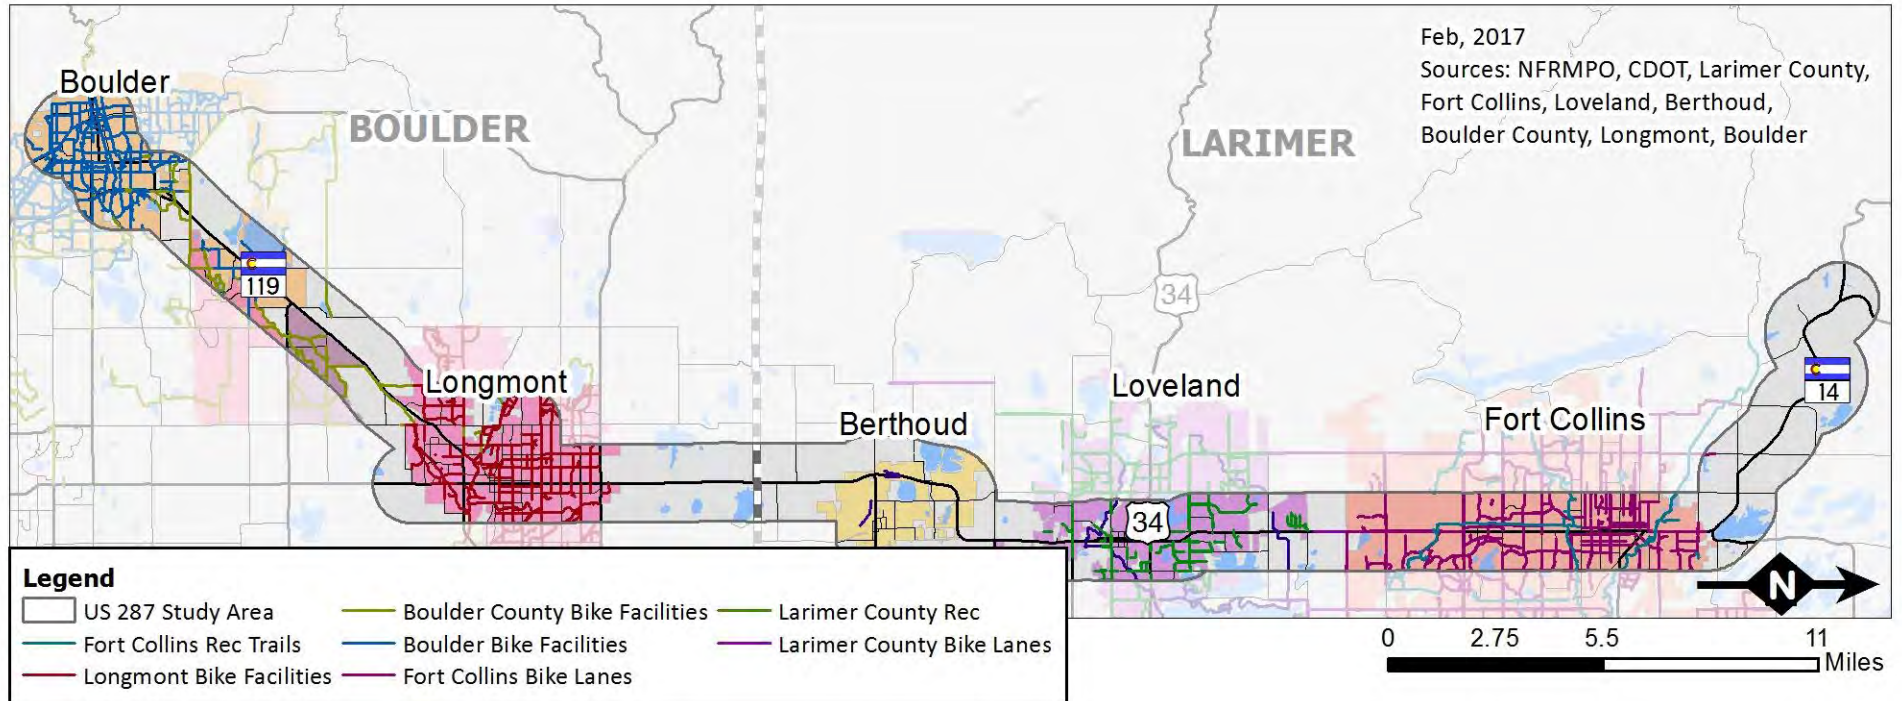 Feb, 2017
Sources: NFRMPO, CDOT, Larimer County,
Fort Collins, Loveland, Berthoud,
Boulder County, Longmont, Boulder
Boulder
BOULDER
LARIMER
119
34
14
Longmont
Berthoud
Loveland
Fort Collins
34
N
0 2.75 5.5 11
Miles
Legend
US 287 Study Area
Fort Collins Rec Trails
Longmont Bike Facilities
Boulder County Bike Facilities
Boulder Bike Facilities
Fort Collins Bike Lanes
Larimer County Rec
Larimer County Bike Lanes